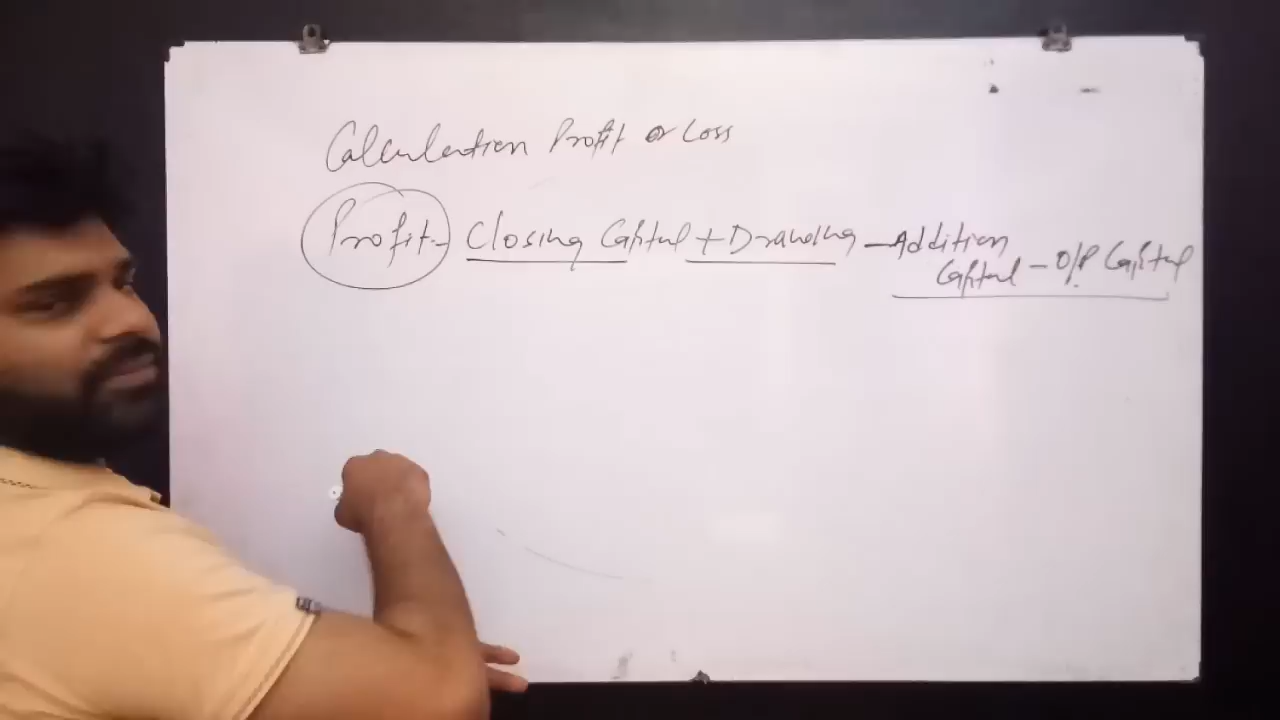 Calculation Profit or Loss
Profit - Closing Capital + Drawing - Addition
Capital - O/P Capital